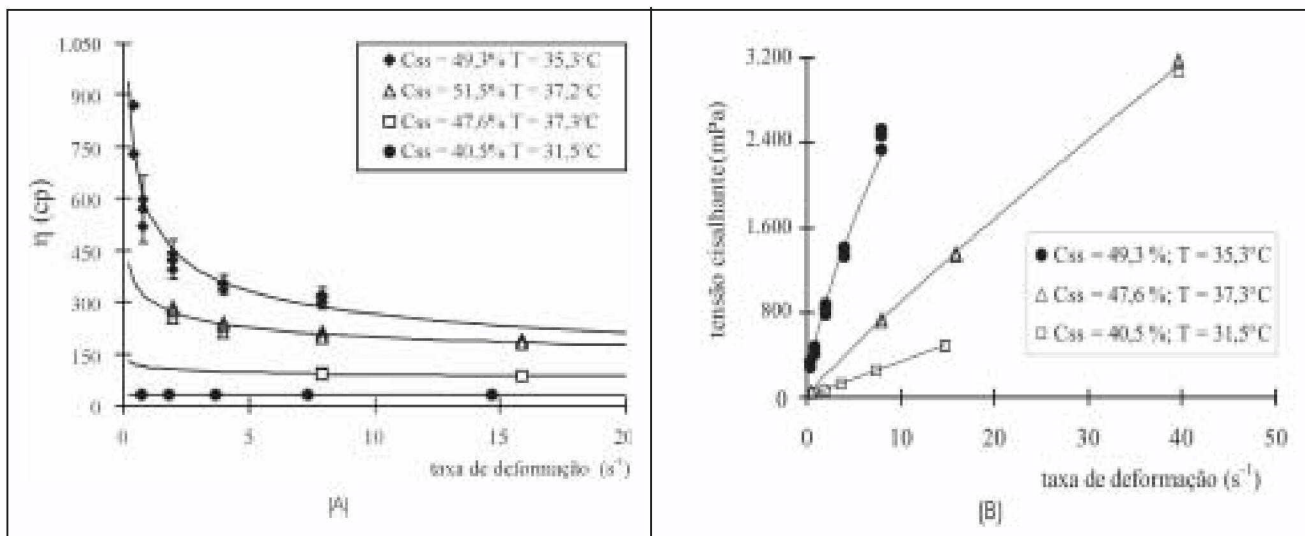 1.050
900
750
600
450
300
150
0
η (cp)
Css = 49,3% T = 35,3°C
Css = 51,5% T = 37,2°C
Css = 47,6% T = 37,3°C
Css = 40,5% T = 31,5°C
0 5 10 15 20
taxa de deformação (s⁻¹)
[A]
3.200
2.400
1.600
800
0
tensão cisalhante (mPa)
Css = 49,3 %; T = 35,3°C
Css = 47,6 %; T = 37,3°C
Css = 40,5 %; T = 31,5°C
0 10 20 30 40 50
taxa de deformação (s⁻¹)
[B]